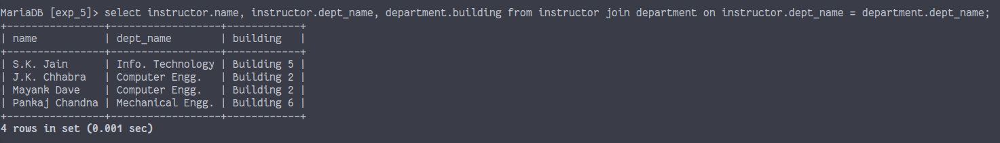 MariaDB [exp_5]> select instructor.name, instructor.dept_name, department.building from instructor join department on instructor.dept_name = department.dept_name;
+----------------+------------------+------------+
| name           | dept_name        | building   |
+----------------+------------------+------------+
| S.K. Jain      | Info. Technology | Building 5 |
| J.K. Chhabra   | Computer Engg.   | Building 2 |
| Mayank Dave    | Computer Engg.   | Building 2 |
| Pankaj Chandna | Mechanical Engg. | Building 6 |
+----------------+------------------+------------+
4 rows in set (0.001 sec)